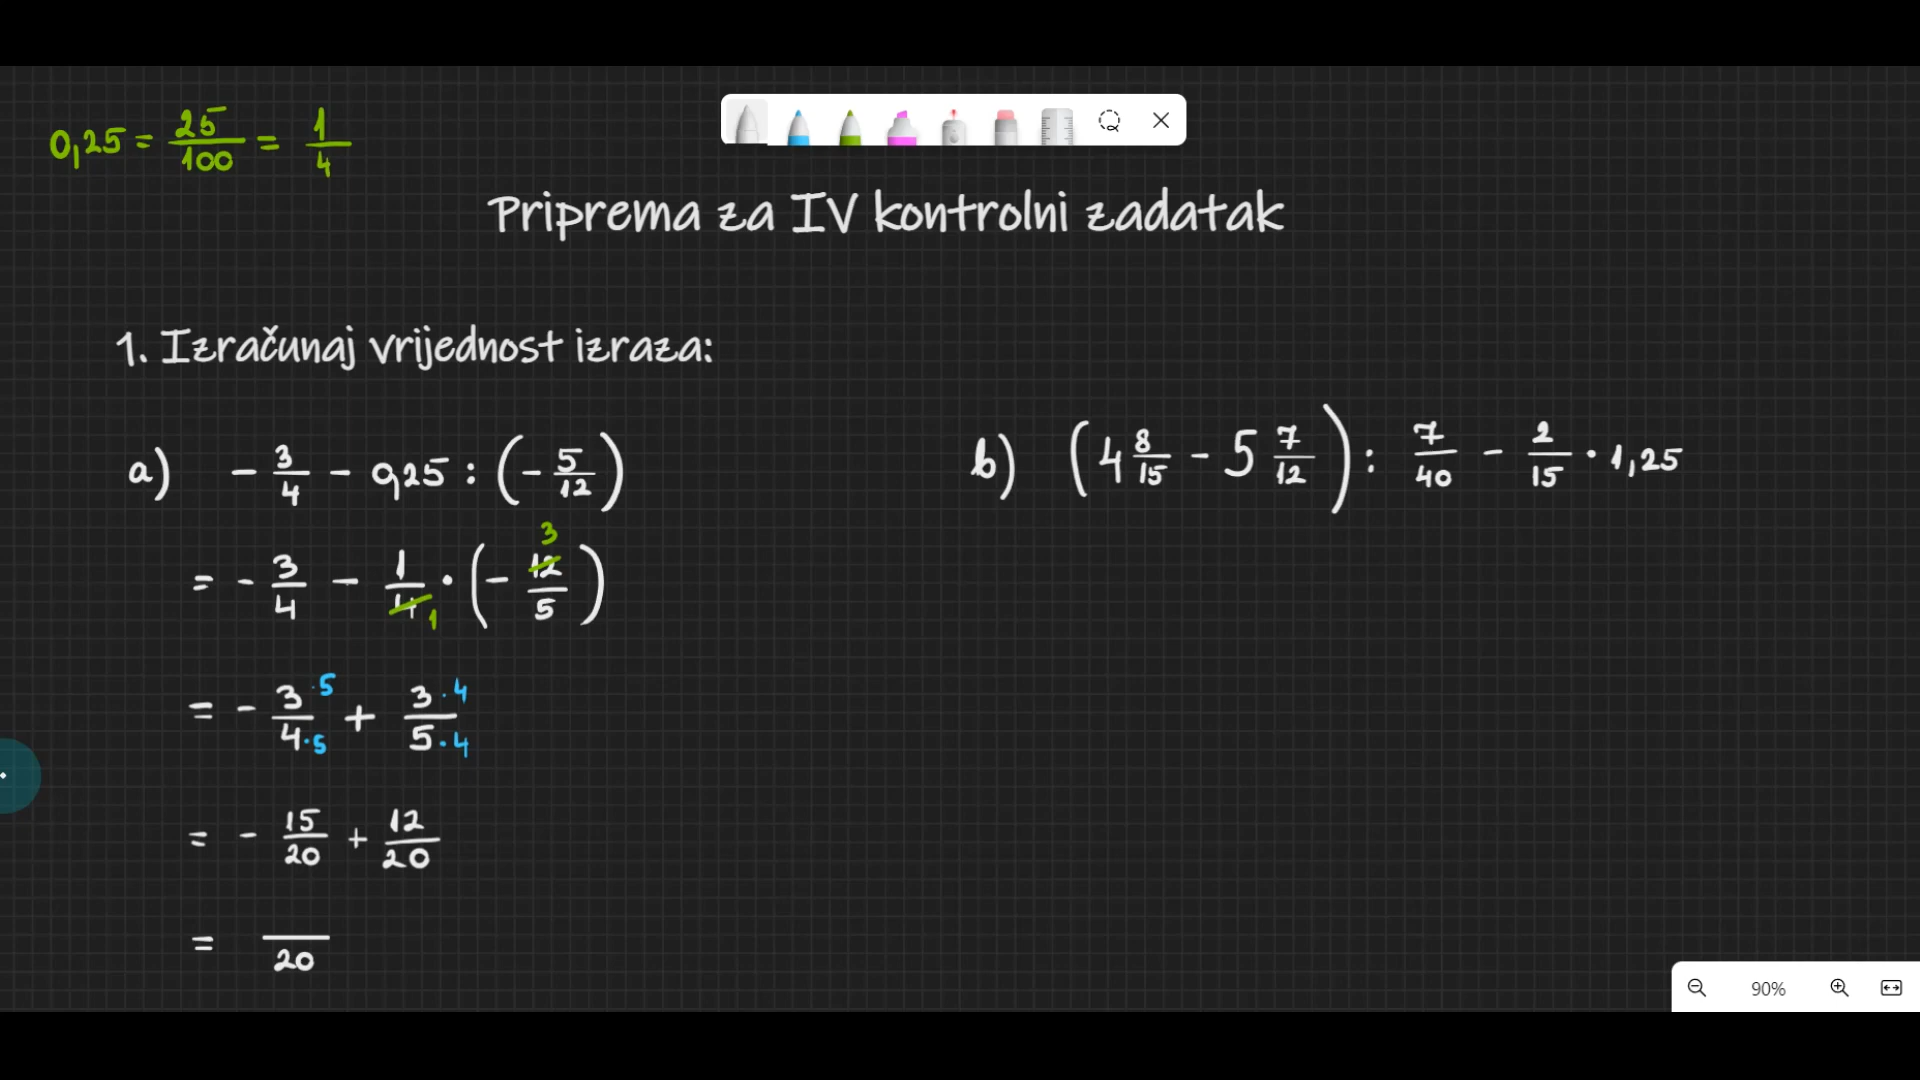 0,25 = 25/100 = 1/4
Priprema za IV kontrolni zadatak
1. Izračunaj vrijednost izraza:
a) - 3/4 - 0,25 : (- 5/12)
= - 3/4 - 1/4 1 · (- 12 3/5)
= - 3 · 5/4 · 5 + 3 · 4/5 · 4
= - 15/20 + 12/20
= /20
b) (4 8/15 - 5 7/12) : 7/40 - 2/15 · 1,25
90%